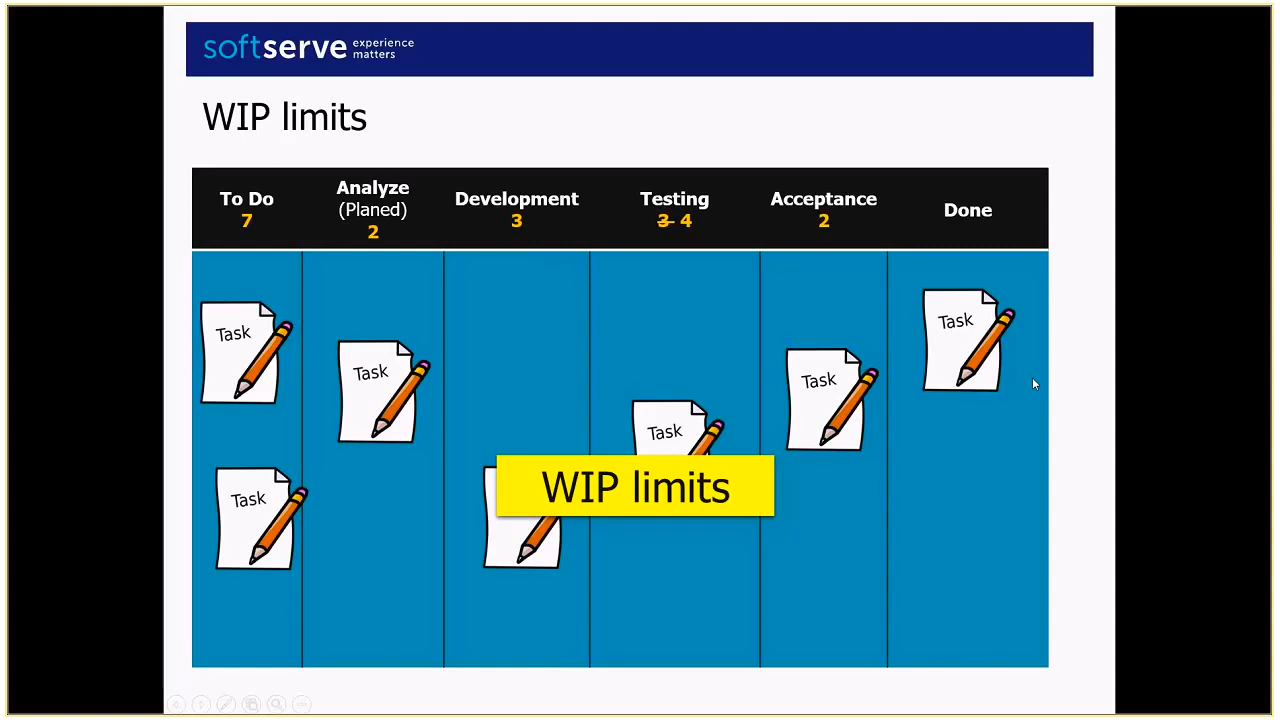 softserve experience
matters
WIP limits
To Do
7
Analyze
(Planed)
2
Development
3
Testing
3 4
Acceptance
2
Done
Task
Task
Task
Task
Task
Task
WIP limits